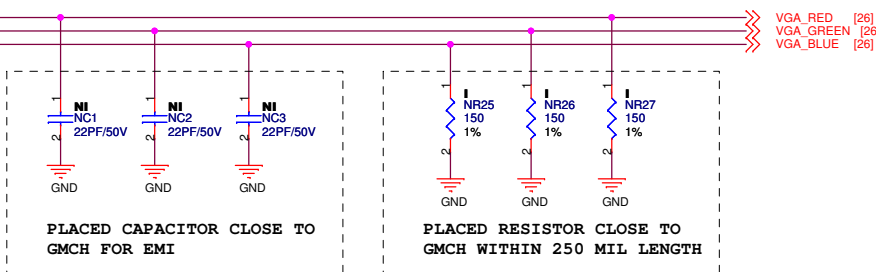 VGA_RED [26]
VGA_GREEN [26
VGA_BLUE [26]
1 NI
NC1
22PF/50V
2
GND
1 NI
NC2
22PF/50V
2
GND
1 NI
NC3
22PF/50V
2
GND
1 I
NR25
150
1%
2
GND
1 I
NR26
150
1%
2
GND
1 I
NR27
150
1%
2
GND
PLACED CAPACITOR CLOSE TO
GMCH FOR EMI
PLACED RESISTOR CLOSE TO
GMCH WITHIN 250 MIL LENGTH